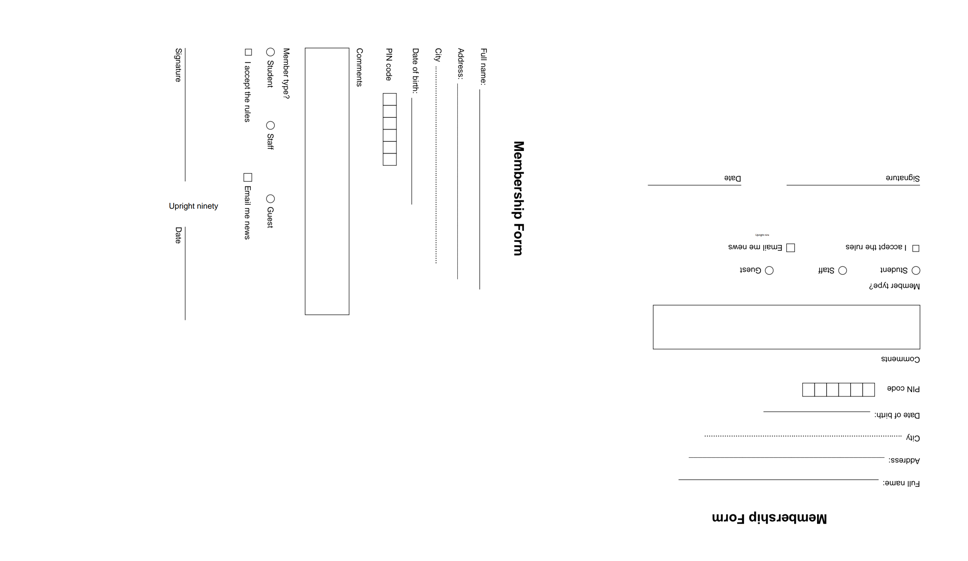 Membership Form
Full name:
Address:
City
Date of birth:
PIN code
Comments
Member type?
Student Staff Guest
I accept the rules Email me news
Signature Date
Upright ninety
Membership Form
Full name:
Address:
City
Date of birth:
PIN code
Comments
Member type?
Student Staff Guest
I accept the rules Email me news
Signature Date